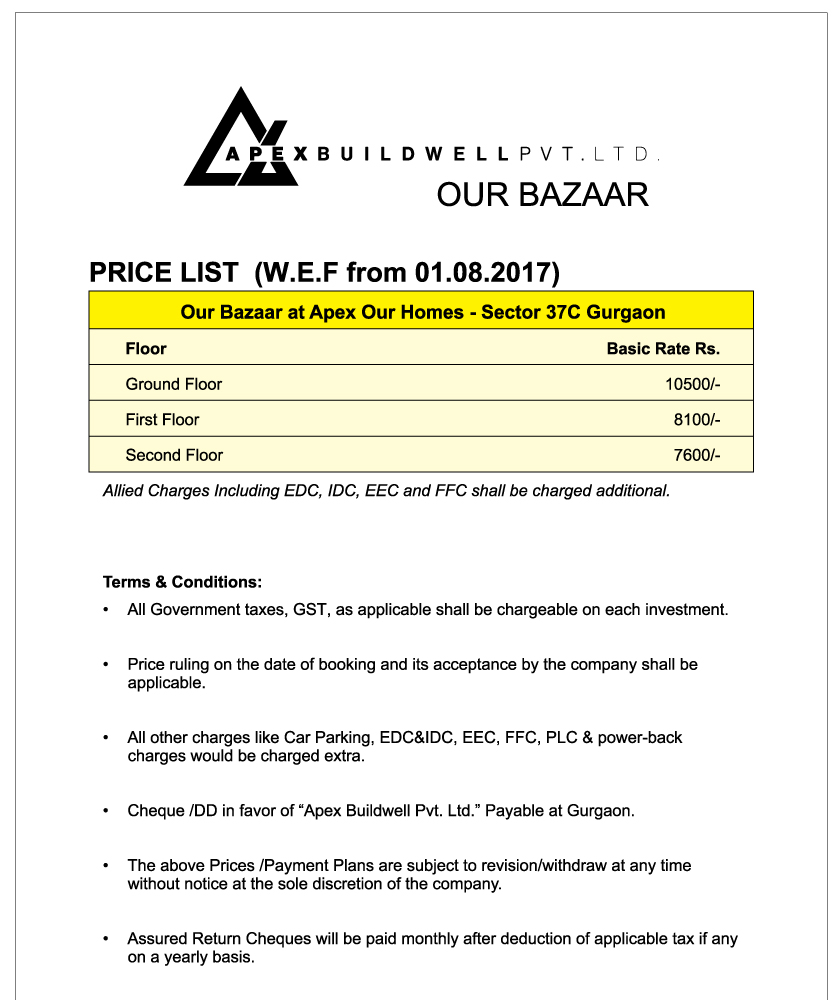 APEXBUILDWELLPVT.LTD.
OUR BAZAAR
PRICE LIST (W.E.F from 01.08.2017)
Our Bazaar at Apex Our Homes - Sector 37C Gurgaon
Floor Basic Rate Rs.
Ground Floor 10500/-
First Floor 8100/-
Second Floor 7600/-
Allied Charges Including EDC, IDC, EEC and FFC shall be charged additional.
Terms & Conditions:
• All Government taxes, GST, as applicable shall be chargeable on each investment.
• Price ruling on the date of booking and its acceptance by the company shall be
applicable.
• All other charges like Car Parking, EDC&IDC, EEC, FFC, PLC & power-back
charges would be charged extra.
• Cheque /DD in favor of “Apex Buildwell Pvt. Ltd.” Payable at Gurgaon.
• The above Prices /Payment Plans are subject to revision/withdraw at any time
without notice at the sole discretion of the company.
• Assured Return Cheques will be paid monthly after deduction of applicable tax if any
on a yearly basis.